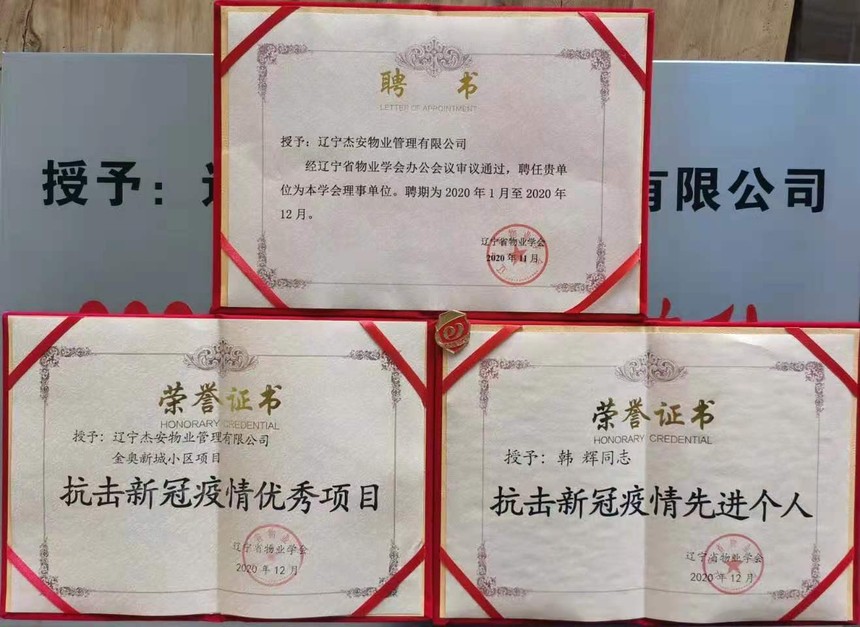 聘 书
LETTER OF APPOINTMENT
授予：辽宁杰安物业管理有限公司
经辽宁省物业学会办公会议审议通过，聘任贵单
位为本学会理事单位。聘期为2020年1月至2020年
12月。
辽宁省物业学会
2020年11月
授予：
有限公司
荣誉证书
HONORARY CREDENTIAL
授予：辽宁杰安物业管理有限公司
金奥新城小区项目
抗击新冠疫情优秀项目
辽宁省物业学会
2020年12月
荣誉证书
HONORARY CREDENTIAL
授予：韩 辉同志
抗击新冠疫情先进个人
辽宁省物业学会
2020年12月